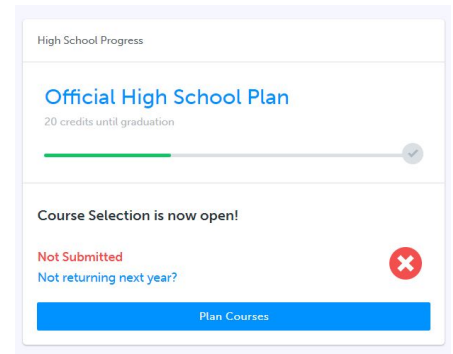 High School Progress
Official High School Plan
20 credits until graduation
Course Selection is now open!
Not Submitted
Not returning next year?
Plan Courses